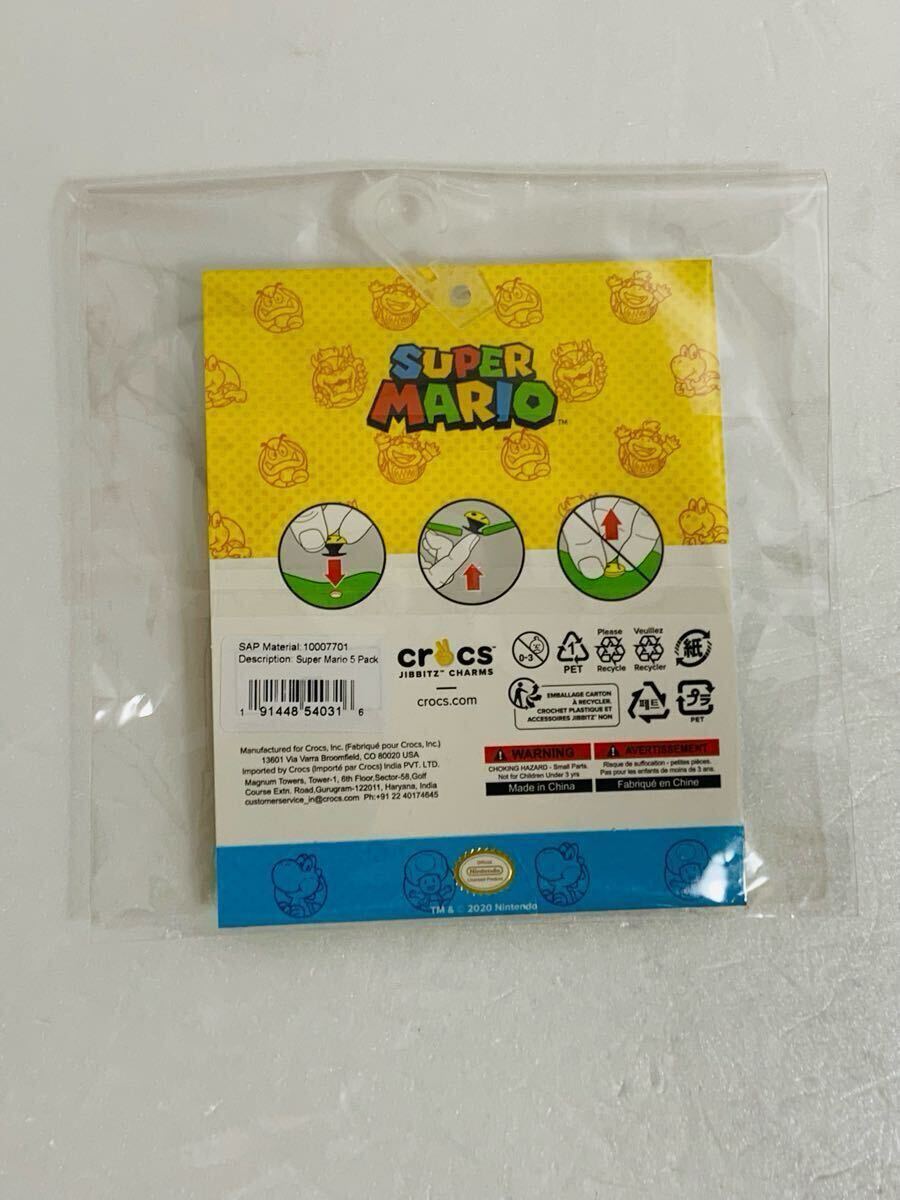 SUPER
MARIO™
SAP Material: 10007701
Description: Super Mario 5 Pack
1 91448 54031 6
crocs™
JIBBITZ™ CHARMS
crocs.com
0-3
1
PET
Please
Recycle
Veuillez
Recycler
紙
EMBALLAGE CARTON
À RECYCLER.
CROCHET PLASTIQUE ET
ACCESSOIRES JIBBITZ™ NON
페트
プラ
PET
Manufactured for Crocs, Inc. (Fabriqué pour Crocs, Inc.)
13601 Via Varra Broomfield, CO 80020 USA
Imported by Crocs (Importé par Crocs) India PVT. LTD.
Magnum Towers, Tower-1, 6th Floor,Sector-58,Golf
Course Extn. Road,Gurugram-122011, Haryana, India
customerservice_in@crocs.com Ph:+91 22 40174645
WARNING
CHOKING HAZARD - Small Parts.
Not for Children Under 3 yrs
Made in China
AVERTISSEMENT
Risque de suffocation - petites pièces.
Pas pour les enfants de moins de 3 ans.
Fabriqué en Chine
Official
Nintendo
Licensed Product
TM & © 2020 Nintendo